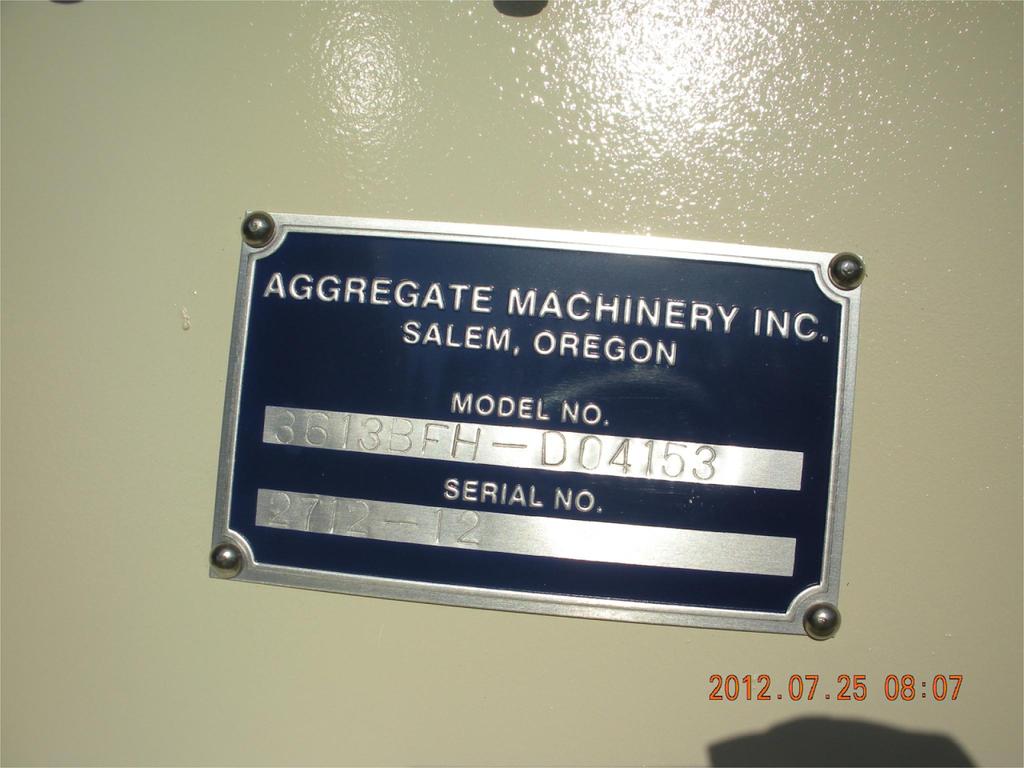 AGGREGATE MACHINERY INC.
SALEM, OREGON
MODEL NO.
3613BFH-D04153
SERIAL NO.
2712-12
2012.07.25 08:07